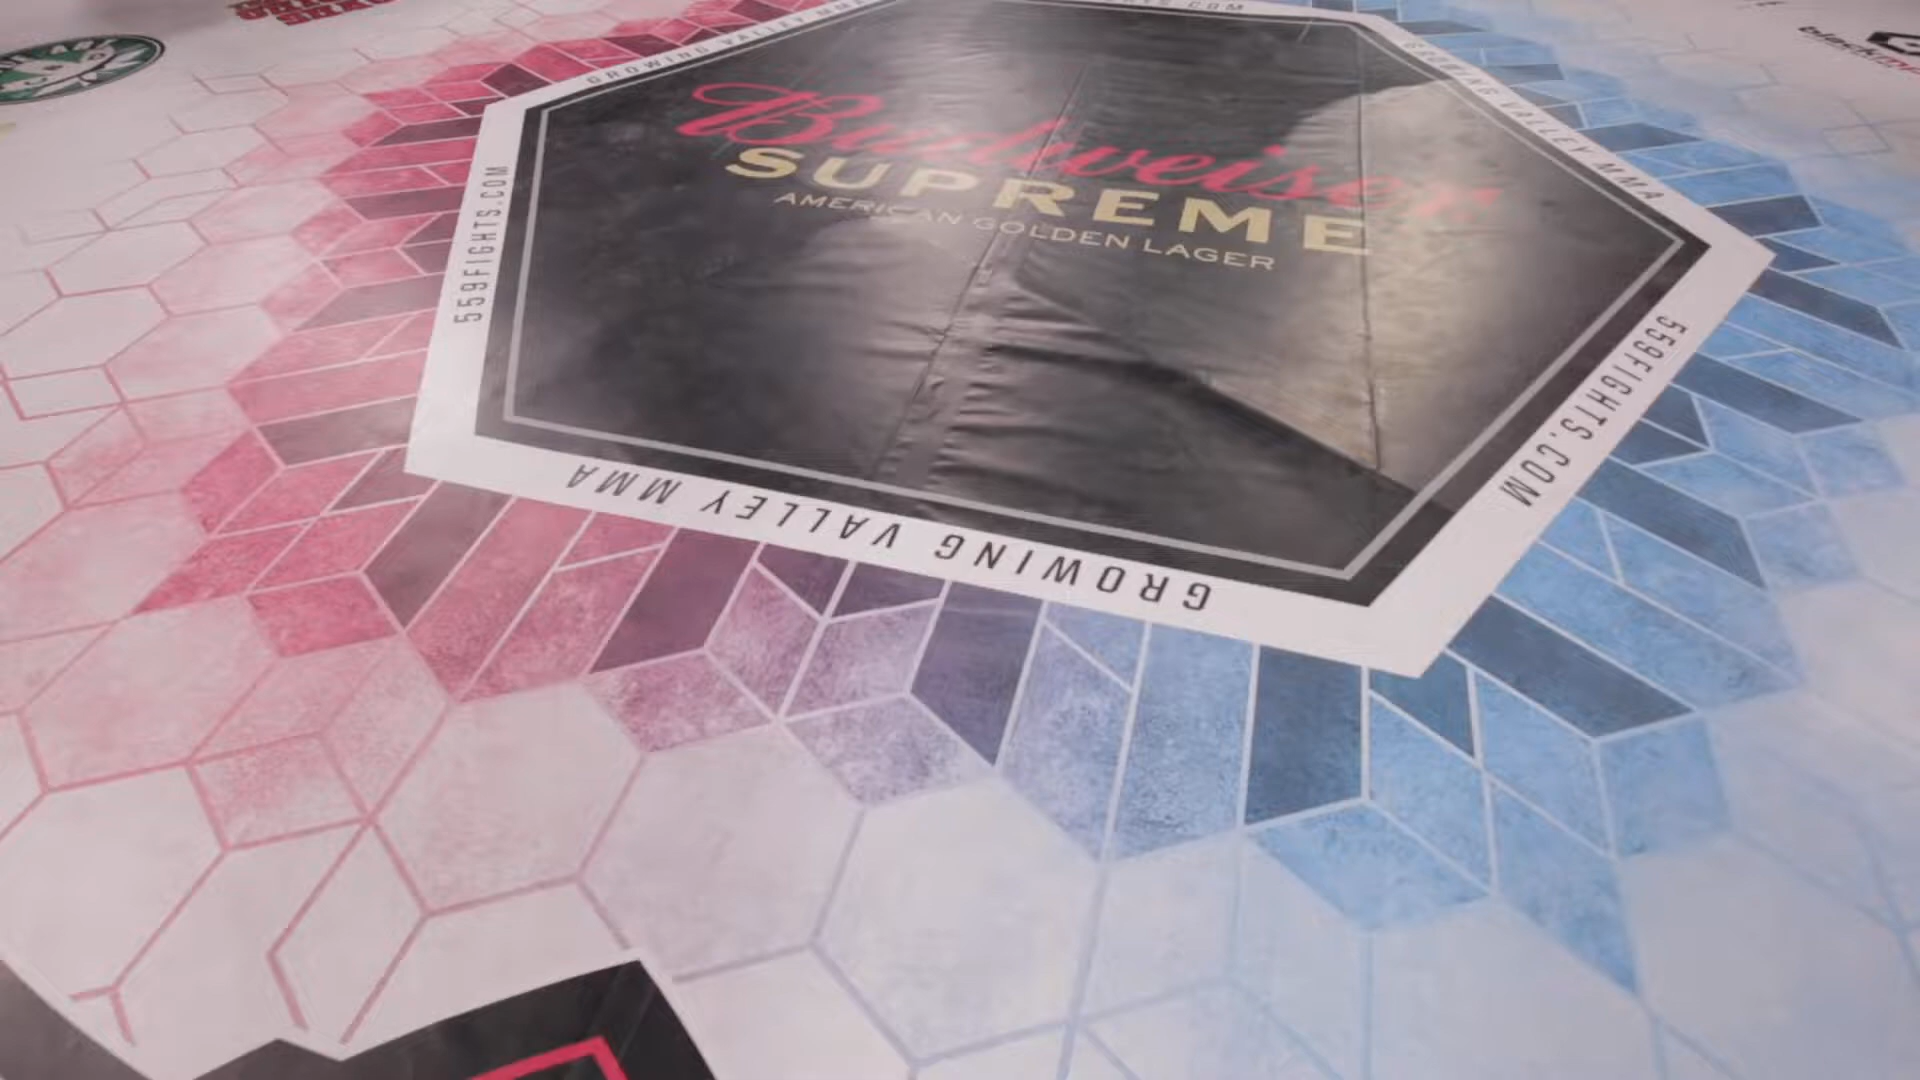 GROWING VALLEY MMA
GROWING VALLEY MMA
559FIGHTS.COM
Budweiser
SUPREME
AMERICAN GOLDEN LAGER
559FIGHTS.COM
GROWING VALLEY MMA